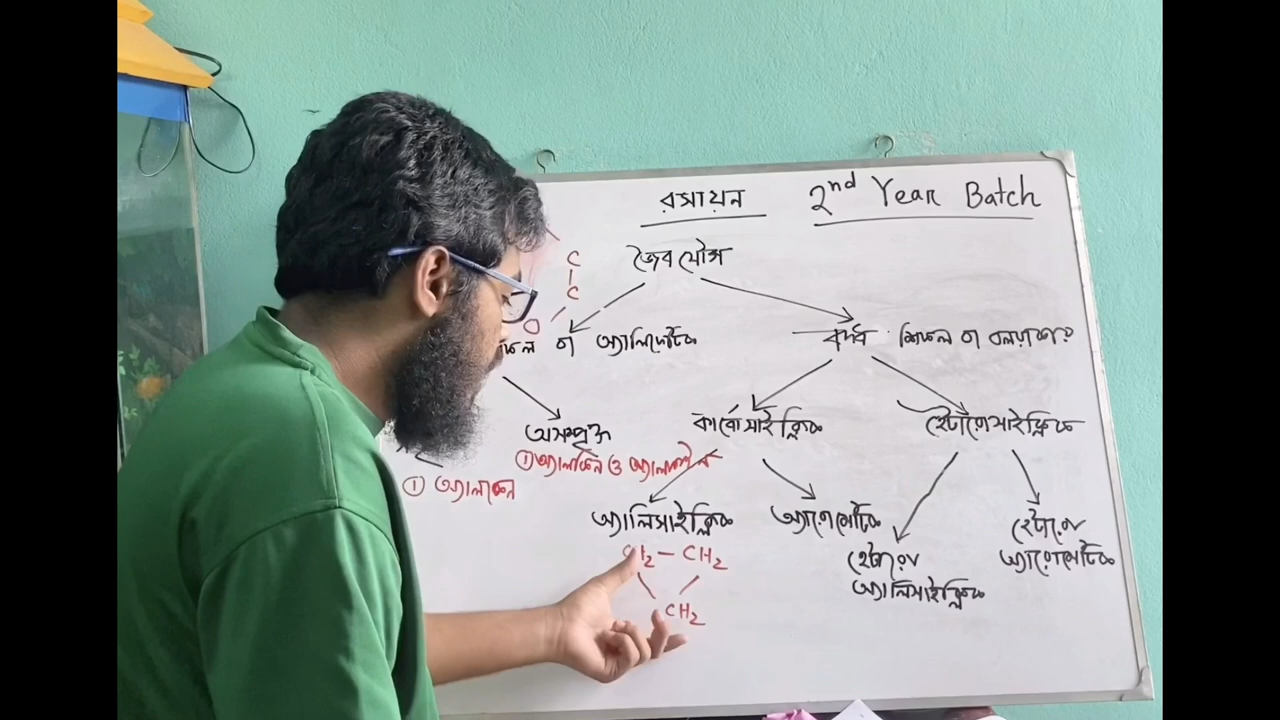 রসায়ন 2nd Year Batch
জৈব যৌগ
C
C
O
বা অ্যালিফেটিক
বদ্ধ শিকল বা বলয়াকার
অসম্পৃক্ত
কার্বোসাইক্লিক
হেটারোসাইক্লিক
① অ্যালকিন ও অ্যালকাইন
① অ্যালকেন
অ্যালিসাইক্লিক
অ্যারোমেটিক
হেটারো
অ্যারোমেটিক
হেটারো
অ্যালিসাইক্লিক
CH2 — CH2
CH2